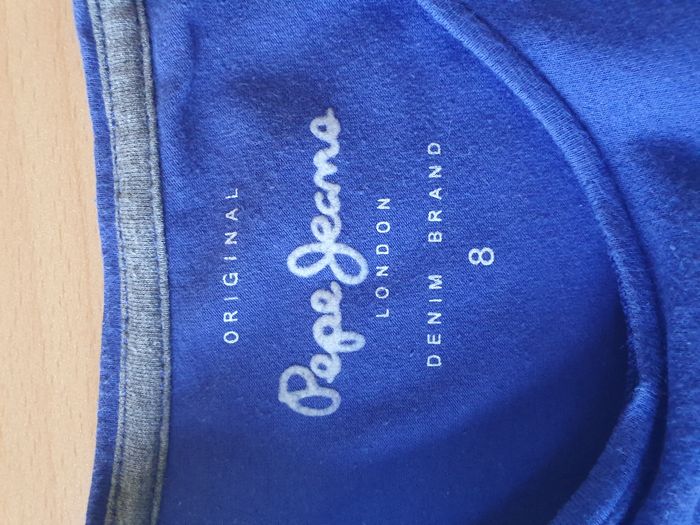 ORIGINAL
Pepe Jeans
LONDON
DENIM BRAND
8